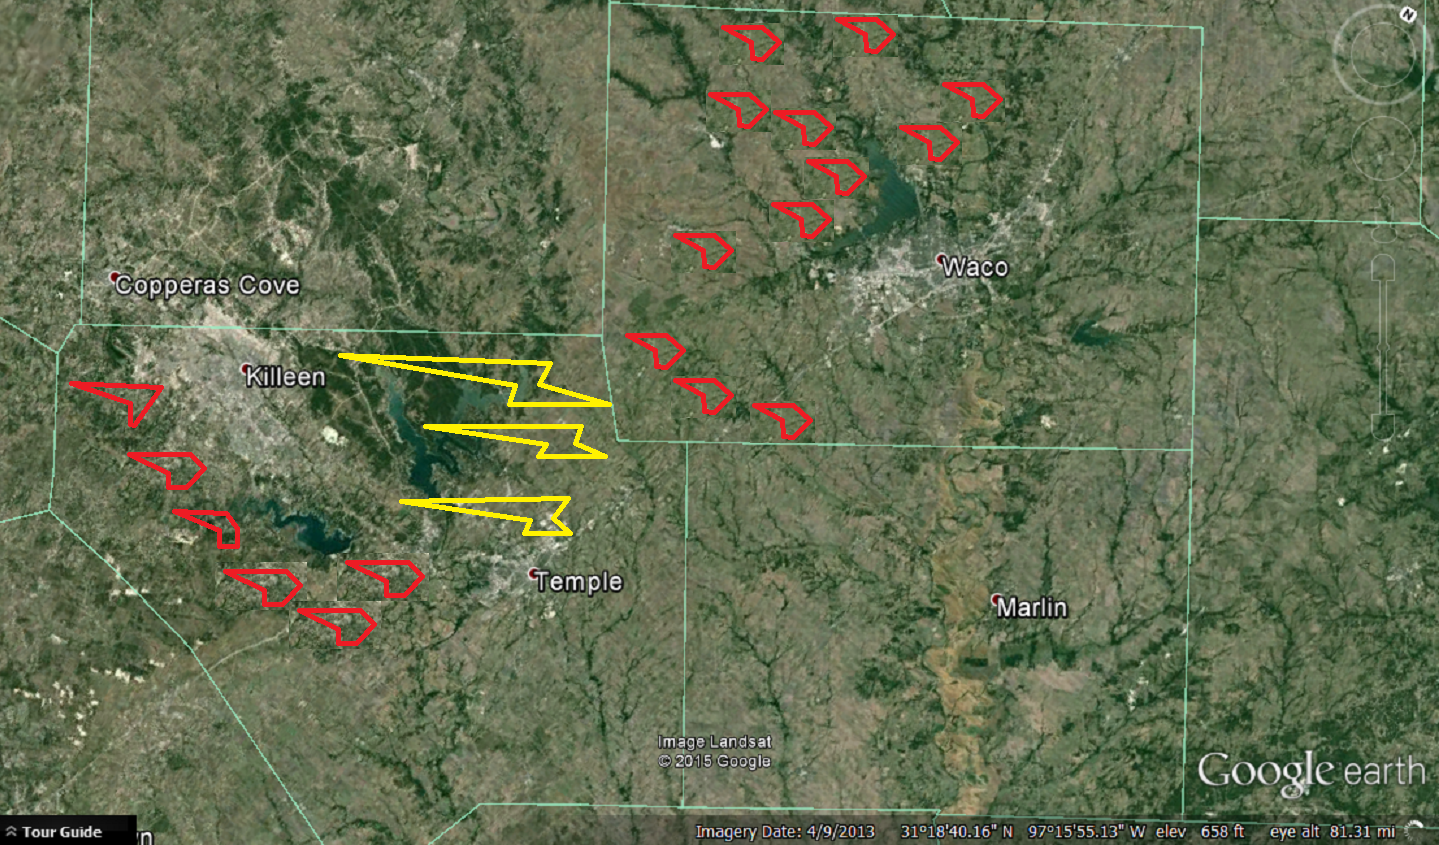 N
Waco
Copperas Cove
Killeen
Temple
Marlin
Image Landsat
© 2015 Google
Google earth
Tour Guide
n
Imagery Date: 4/9/2013 31°18'40.16" N 97°15'55.13" W elev 658 ft eye alt 81.31 mi